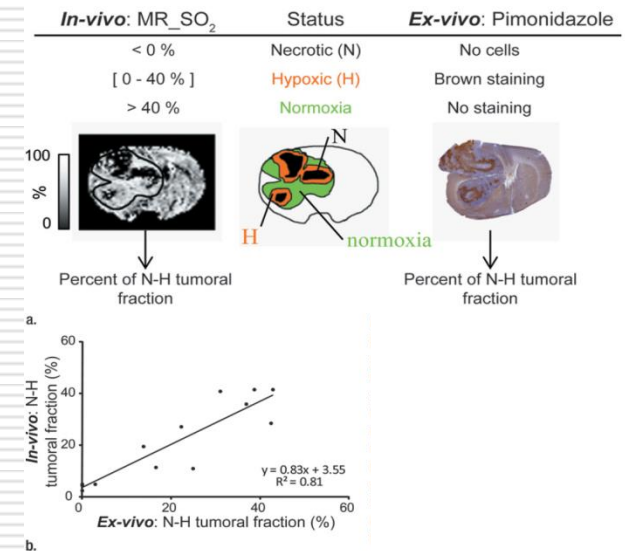 In-vivo: MR_SO₂ Status Ex-vivo: Pimonidazole
< 0 % Necrotic (N) No cells
[ 0 - 40 % ] Hypoxic (H) Brown staining
> 40 % Normoxia No staining
100
%
0
N
H
normoxia
Percent of N-H tumoral
fraction
Percent of N-H tumoral
fraction
a.
60
40
20
0
In-vivo: N-H
tumoral fraction (%)
y = 0.83x + 3.55
R² = 0.81
0 20 40 60
Ex-vivo: N-H tumoral fraction (%)
b.